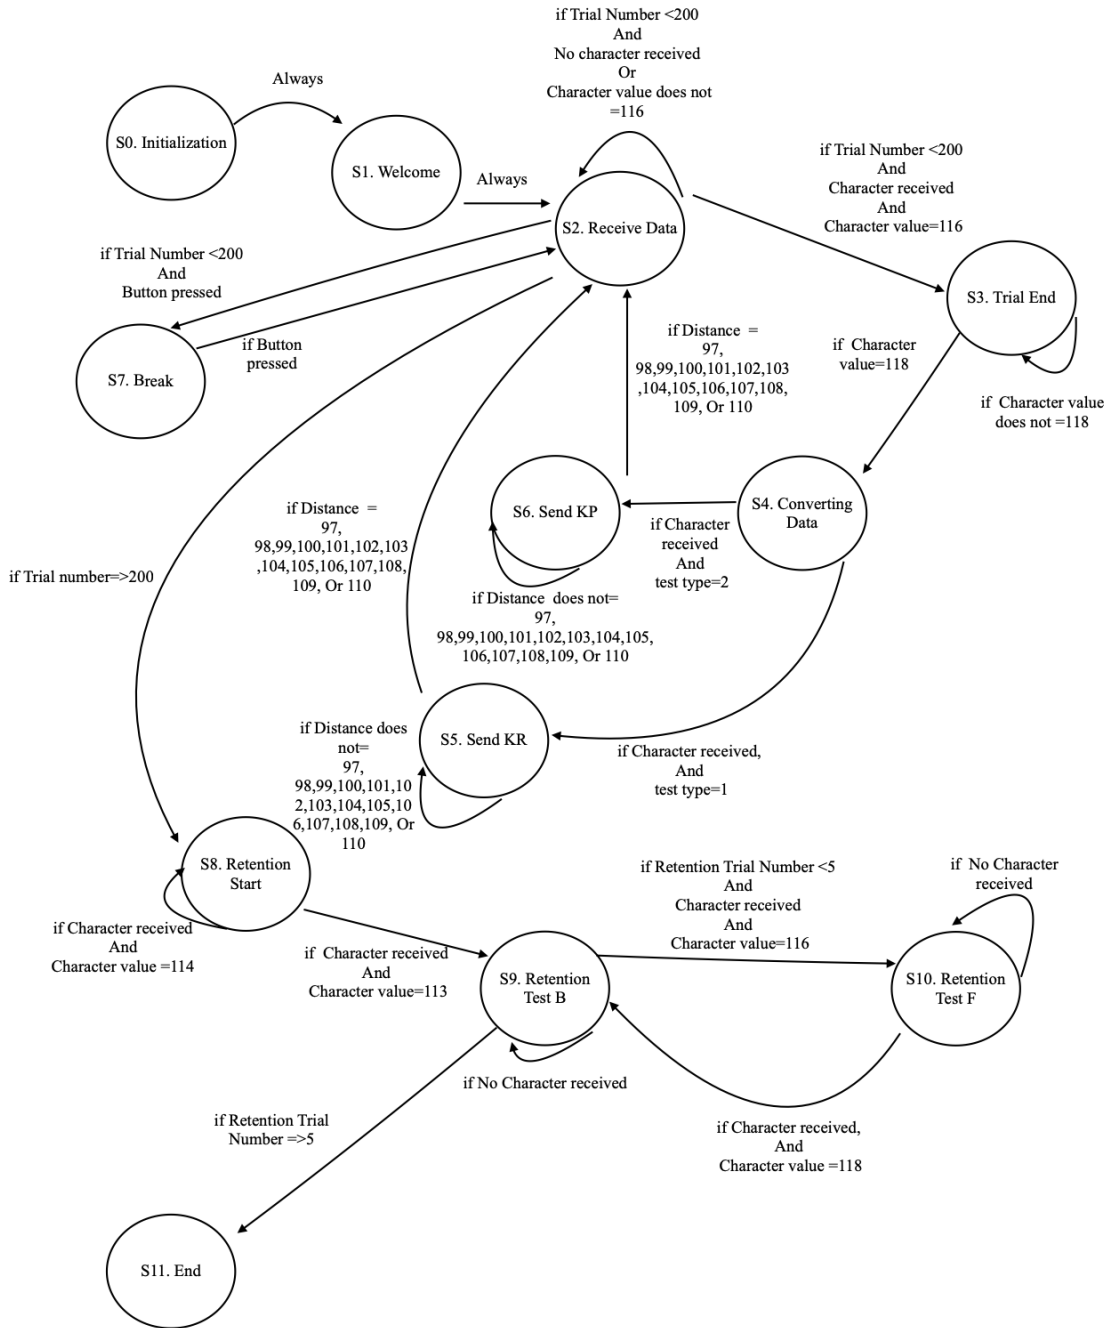 if Trial Number <200
And
No character received
Or
Character value does not
=116
Always
S0. Initialization
S1. Welcome
Always
S2. Receive Data
if Trial Number <200
And
Character received
And
Character value=116
if Trial Number <200
And
Button pressed
S7. Break
if Button
pressed
S3. Trial End
if Character
value=118
if Character value
does not =118
if Distance =
97,
98,99,100,101,102,103
,104,105,106,107,108,
109, Or 110
S6. Send KP
S4. Converting
Data
if Character
received
And
test type=2
if Distance =
97,
98,99,100,101,102,103
,104,105,106,107,108,
109, Or 110
if Trial number=>200
if Distance does not=
97,
98,99,100,101,102,103,104,105,
106,107,108,109, Or 110
if Distance does
not=
97,
98,99,100,101,10
2,103,104,105,10
6,107,108,109, Or
110
S5. Send KR
if Character received,
And
test type=1
S8. Retention
Start
if Character received
And
Character value =114
if Character received
And
Character value=113
if Retention Trial Number <5
And
Character received
And
Character value=116
if No Character
received
S9. Retention
Test B
S10. Retention
Test F
if No Character received
if Retention Trial
Number =>5
if Character received,
And
Character value =118
S11. End